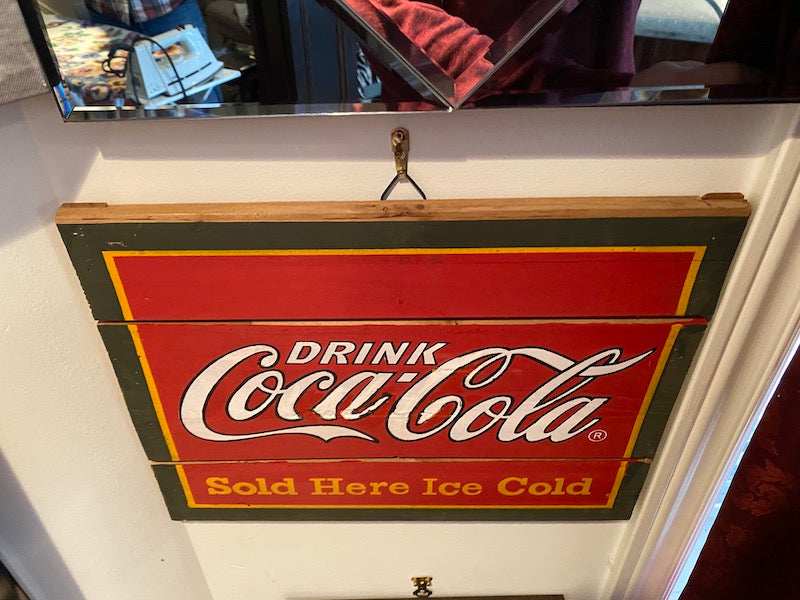 DRINK
Coca-Cola ®
Sold Here Ice Cold